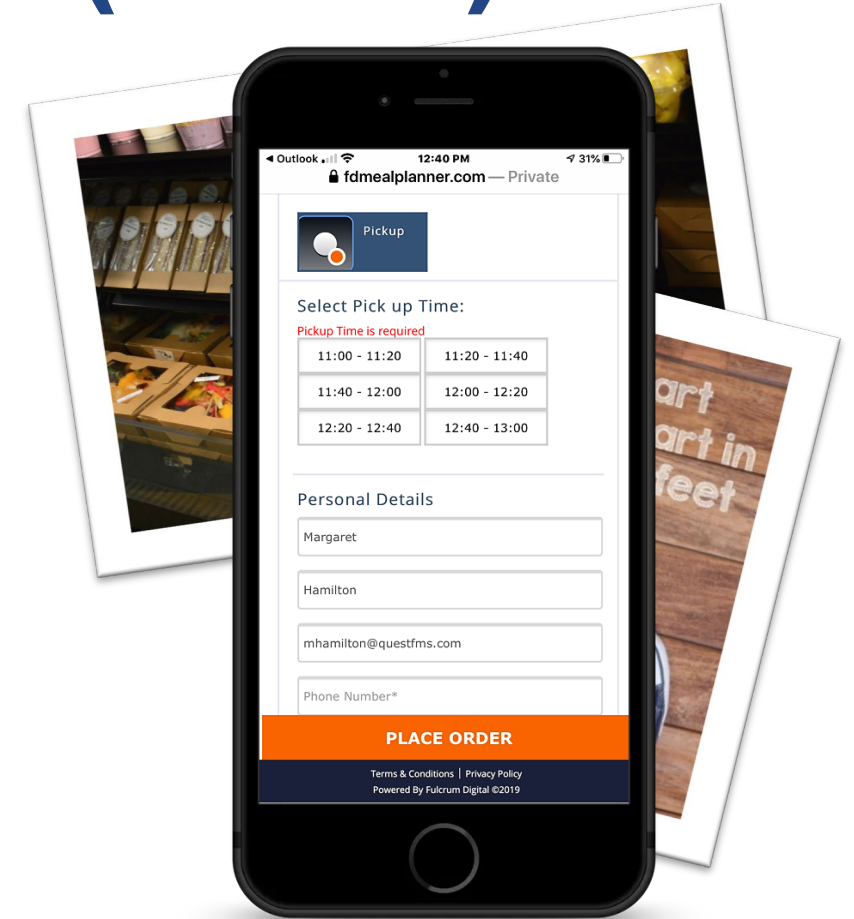 ◄ Outlook 12:40 PM 31%
fdmealplanner.com — Private
Pickup
Select Pick up Time:
Pickup Time is required
11:00 - 11:20 11:20 - 11:40
11:40 - 12:00 12:00 - 12:20
12:20 - 12:40 12:40 - 13:00
art
art in
feet
Personal Details
Margaret
Hamilton
mhamilton@questfms.com
Phone Number*
PLACE ORDER
Terms & Conditions | Privacy Policy
Powered By Fulcrum Digital ©2019